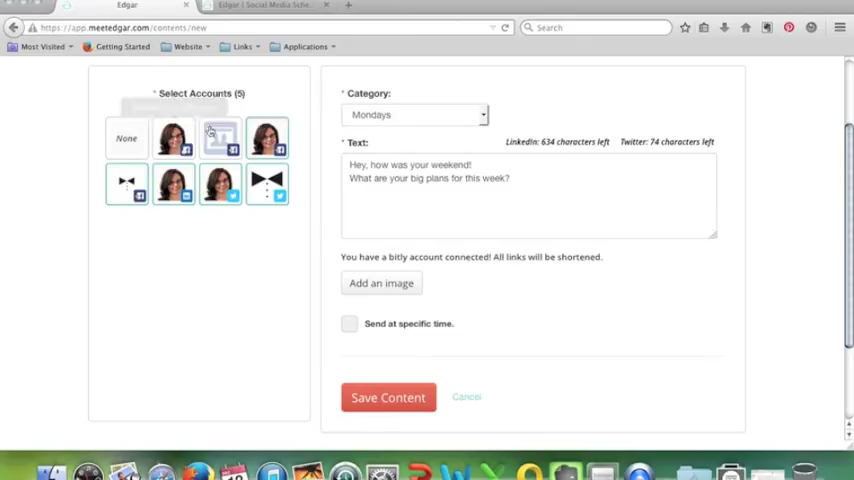 Edgar
Edgar | Social Media Sche...
https://app.meetedgar.com/contents/new
Search
Most Visited
Getting Started
Website
Links
Applications
* Select Accounts (5)
None
* Category:
Mondays
* Text:
LinkedIn: 634 characters left
Twitter: 74 characters left
Hey, how was your weekend!
What are your big plans for this week?
You have a bitly account connected! All links will be shortened.
Add an image
Send at specific time.
Save Content
Cancel